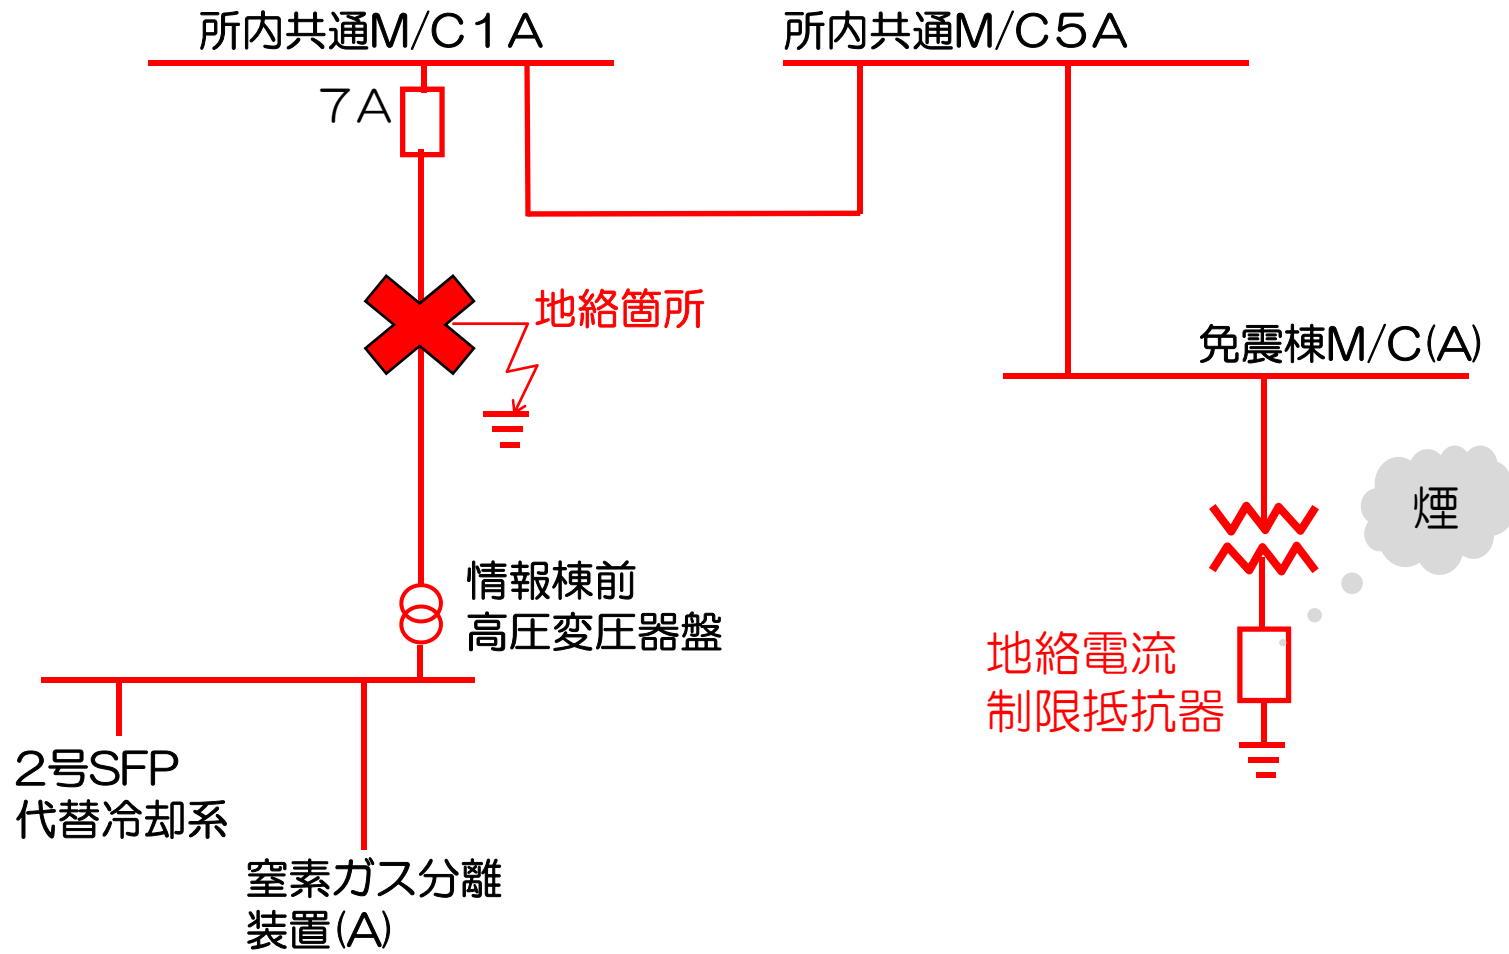 所内共通M/C1A
所内共通M/C5A
7A
地絡箇所
免震棟M/C(A)
煙
情報棟前
高圧変圧器盤
地絡電流
制限抵抗器
2号SFP
代替冷却系
窒素ガス分離
装置(A)